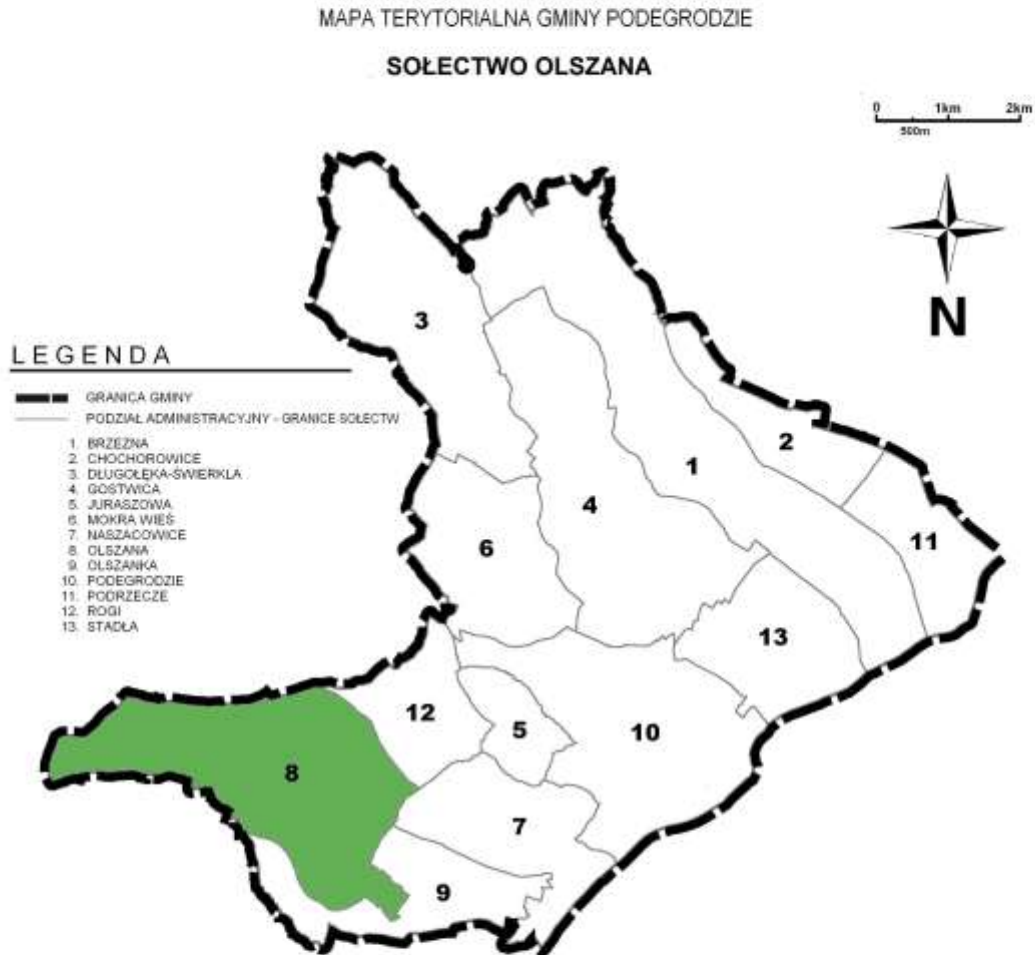 MAPA TERYTORIALNA GMINY PODEGRODZIE
SOŁECTWO OLSZANA
0 1km 2km
500m
N
LEGENDA
GRANICA GMINY
PODZIAŁ ADMINISTRACYJNY - GRANICE SOŁECTW
1. BRZEZNA
2. CHOCHOROWICE
3. DŁUGOŁĘKA-ŚWIERKLA
4. GOSTWICA
5. JURASZOWA
6. MOKRA WIEŚ
7. NASZACOWICE
8. OLSZANA
9. OLSZANKA
10. PODEGRODZIE
11. PODRZECZE
12. ROGI
13. STADŁA
3
2
1
4
11
6
13
12
5
10
8
7
9